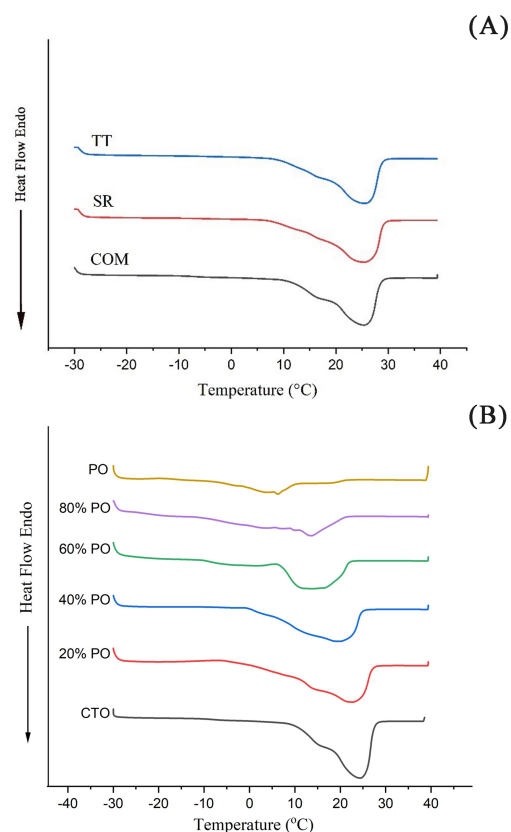 (A)
Heat Flow Endo
TT
SR
COM
-30 -20 -10 0 10 20 30 40
Temperature (°C)
(B)
Heat Flow Endo
PO
80% PO
60% PO
40% PO
20% PO
CTO
-40 -30 -20 -10 0 10 20 30 40
Temperature (°C)